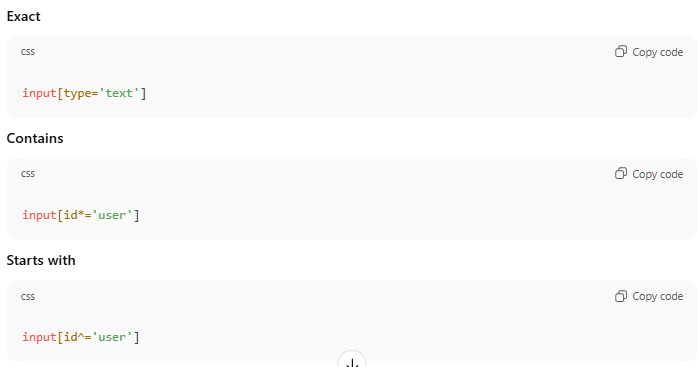 Exact
css
Copy code
input[type='text']
Contains
css
Copy code
input[id*='user']
Starts with
css
Copy code
input[id^='user']